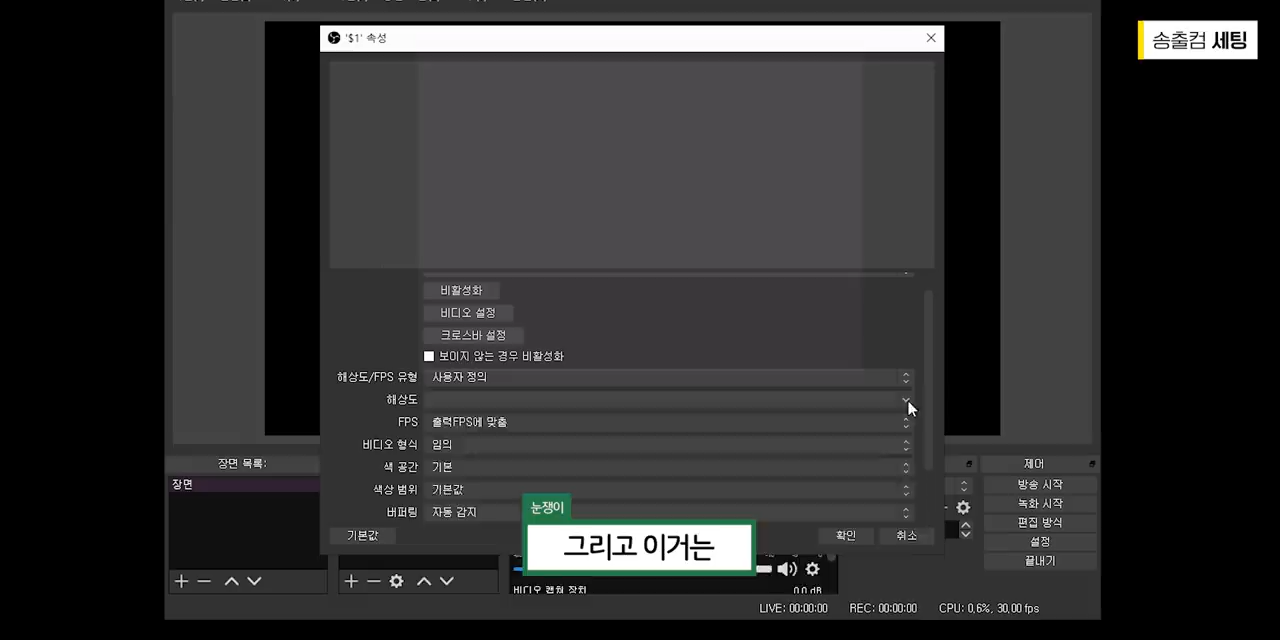 '$1' 속성
송출컴 세팅
비활성화
비디오 설정
크로스바 설정
보이지 않는 경우 비활성화
해상도/FPS 유형 사용자 정의
해상도
FPS 출력FPS에 맞춤
비디오 형식 임의
색 공간 기본
색상 범위 기본값
버퍼링 자동 감지
기본값 확인 취소
장면 목록:
장면
제어
방송 시작
녹화 시작
편집 방식
설정
끝내기
눈쟁이
그리고 이거는
비디오 캡쳐 장치 0.0 dB
LIVE: 00:00:00 REC: 00:00:00 CPU: 0.6%, 30.00 fps